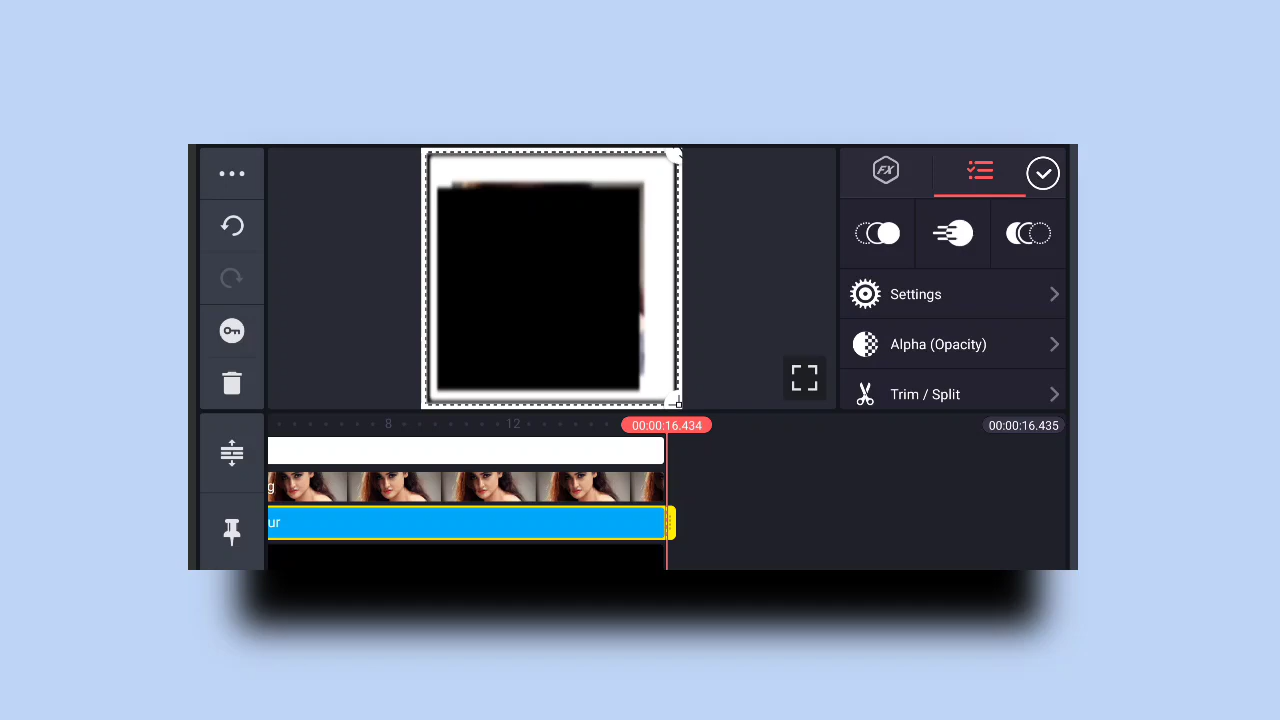 FX
Settings
Alpha (Opacity)
Trim / Split
8
12
00:00:16.434
00:00:16.435
g
ur